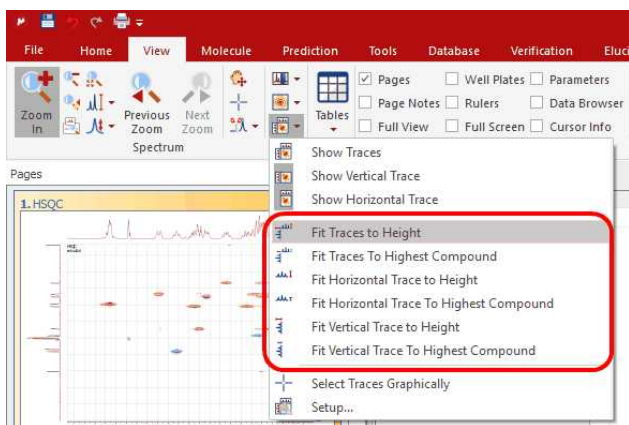 File Home View Molecule Prediction Tools Database Verification Eluci
Zoom In
Previous Zoom
Next Zoom
Tables
Pages Well Plates Parameters
Page Notes Rulers Data Browser
Full View Full Screen Cursor Info
Spectrum
Pages
1. HSQC
Show Traces
Show Vertical Trace
Show Horizontal Trace
Fit Traces to Height
Fit Traces To Highest Compound
Fit Horizontal Trace to Height
Fit Horizontal Trace To Highest Compound
Fit Vertical Trace to Height
Fit Vertical Trace To Highest Compound
Select Traces Graphically
Setup...